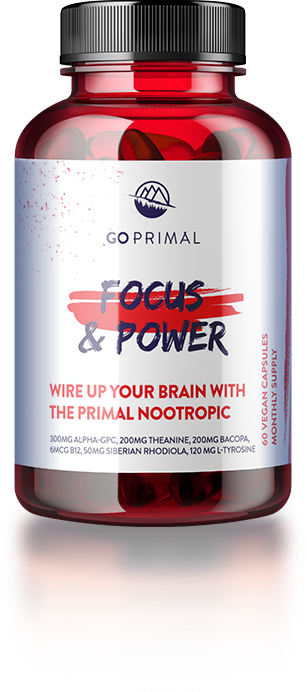 GO PRIMAL
FOCUS
& POWER
WIRE UP YOUR BRAIN WITH
THE PRIMAL NOOTROPIC
300MG ALPHA-GPC, 200MG THEANINE, 200MG BACOPA,
6MCG B12, 50MG SIBERIAN RHODIOLA, 120 MG L-TYROSINE
60 VEGAN CAPSULES
MONTHLY SUPPLY